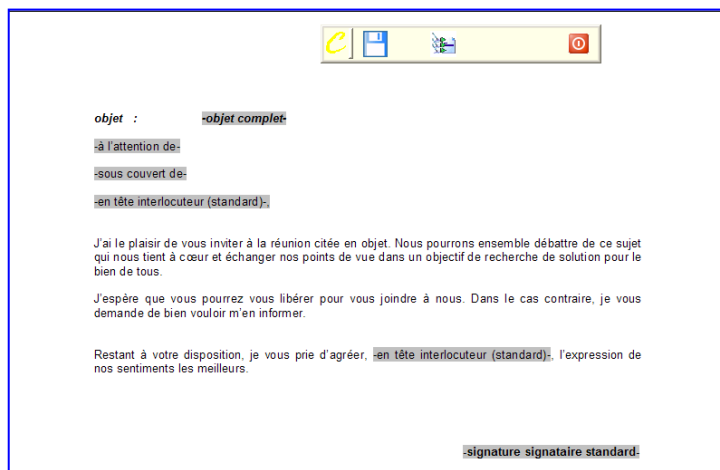 objet : -objet complet-
-à l'attention de-
-sous couvert de-
-en tête interlocuteur (standard)-,
J'ai le plaisir de vous inviter à la réunion citée en objet. Nous pourrons ensemble débattre de ce sujet
qui nous tient à cœur et échanger nos points de vue dans un objectif de recherche de solution pour le
bien de tous.
J'espère que vous pourrez vous libérer pour vous joindre à nous. Dans le cas contraire, je vous
demande de bien vouloir m'en informer.
Restant à votre disposition, je vous prie d'agréer, -en tête interlocuteur (standard)-, l'expression de
nos sentiments les meilleurs.
-signature signataire standard-